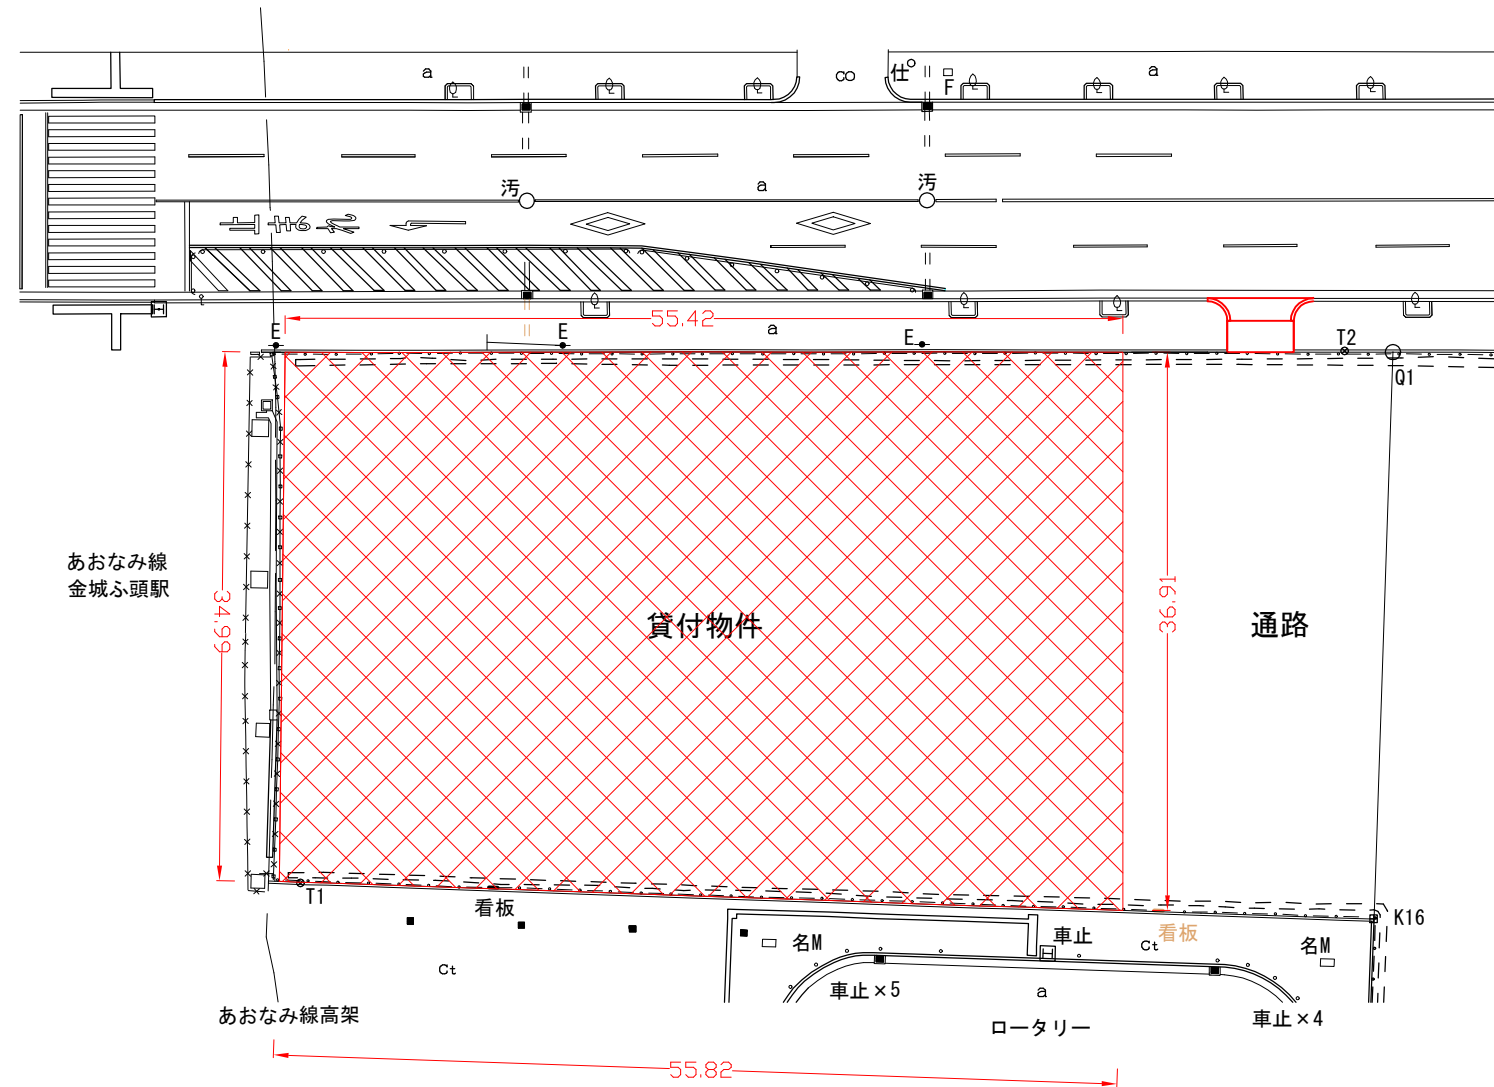 a
co
仕
F
a
汚
a
汚
55.42
a
E
E
E
T2
Q1
あおなみ線
金城ふ頭駅
34.99
貸付物件
36.91
通路
T1
看板
K16
名M
車止
Ct
看板
名M
Ct
車止×5
a
車止×4
あおなみ線高架
ロータリー
55.82